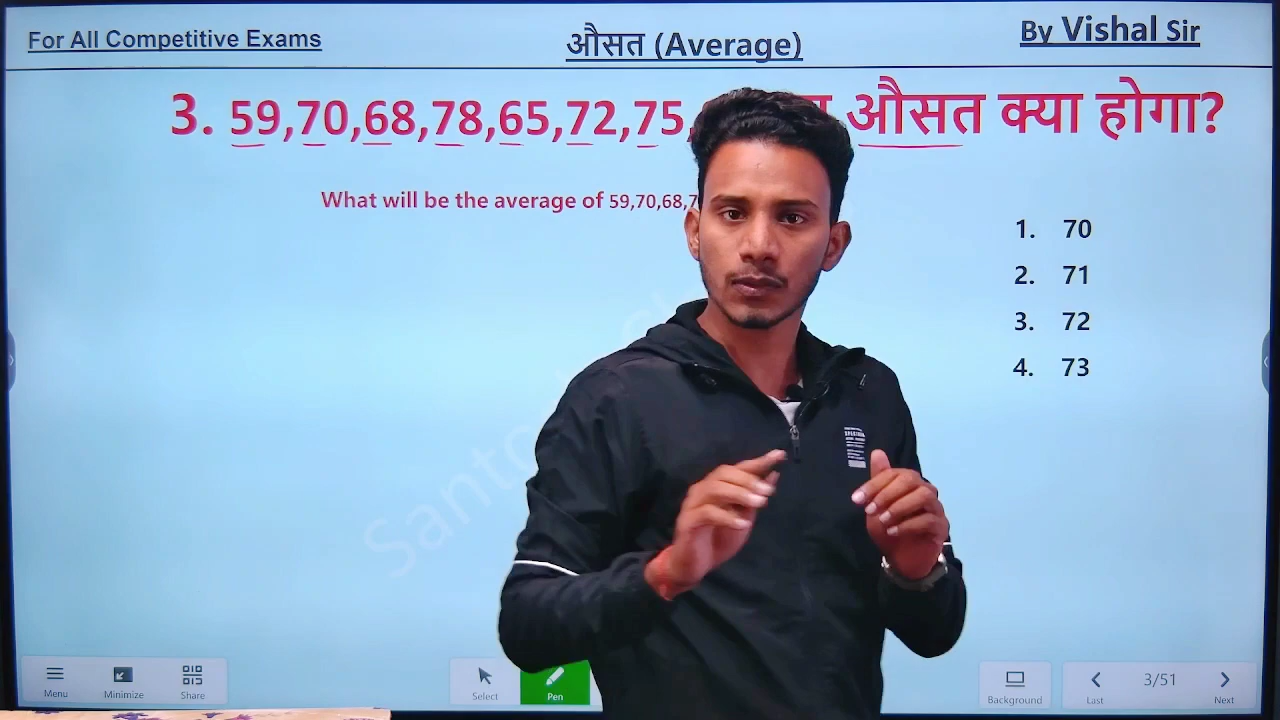 For All Competitive Exams
औसत (Average)
By Vishal Sir
3. 59,70,68,78,65,72,75, औसत क्या होगा?
What will be the average of 59,70,68,7
1. 70
2. 71
3. 72
4. 73
Menu
Minimize
Share
Select
Pen
Background
Last
3/51
Next